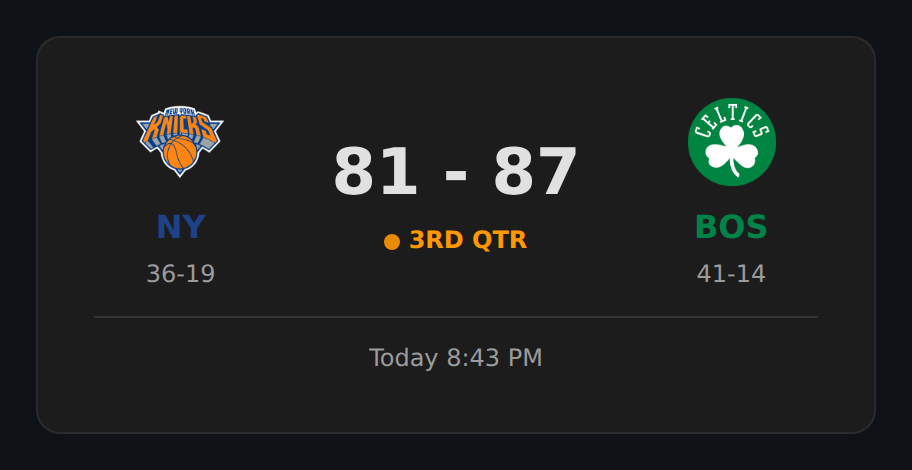 NEW YORK
KNICKS
CELTICS
81 - 87
3RD QTR
NY
BOS
36-19
41-14
Today 8:43 PM